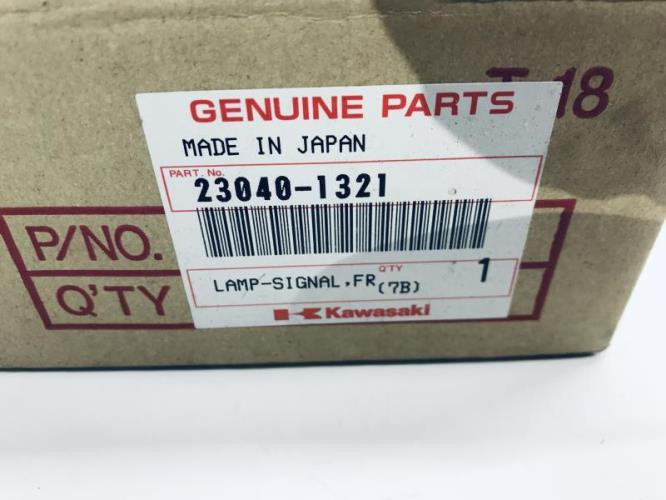 T-18
GENUINE PARTS
MADE IN JAPAN
PART. No.
23040-1321
P/NO.
QTY
LAMP-SIGNAL,FR(7B) 1
Q'TY
Kawasaki